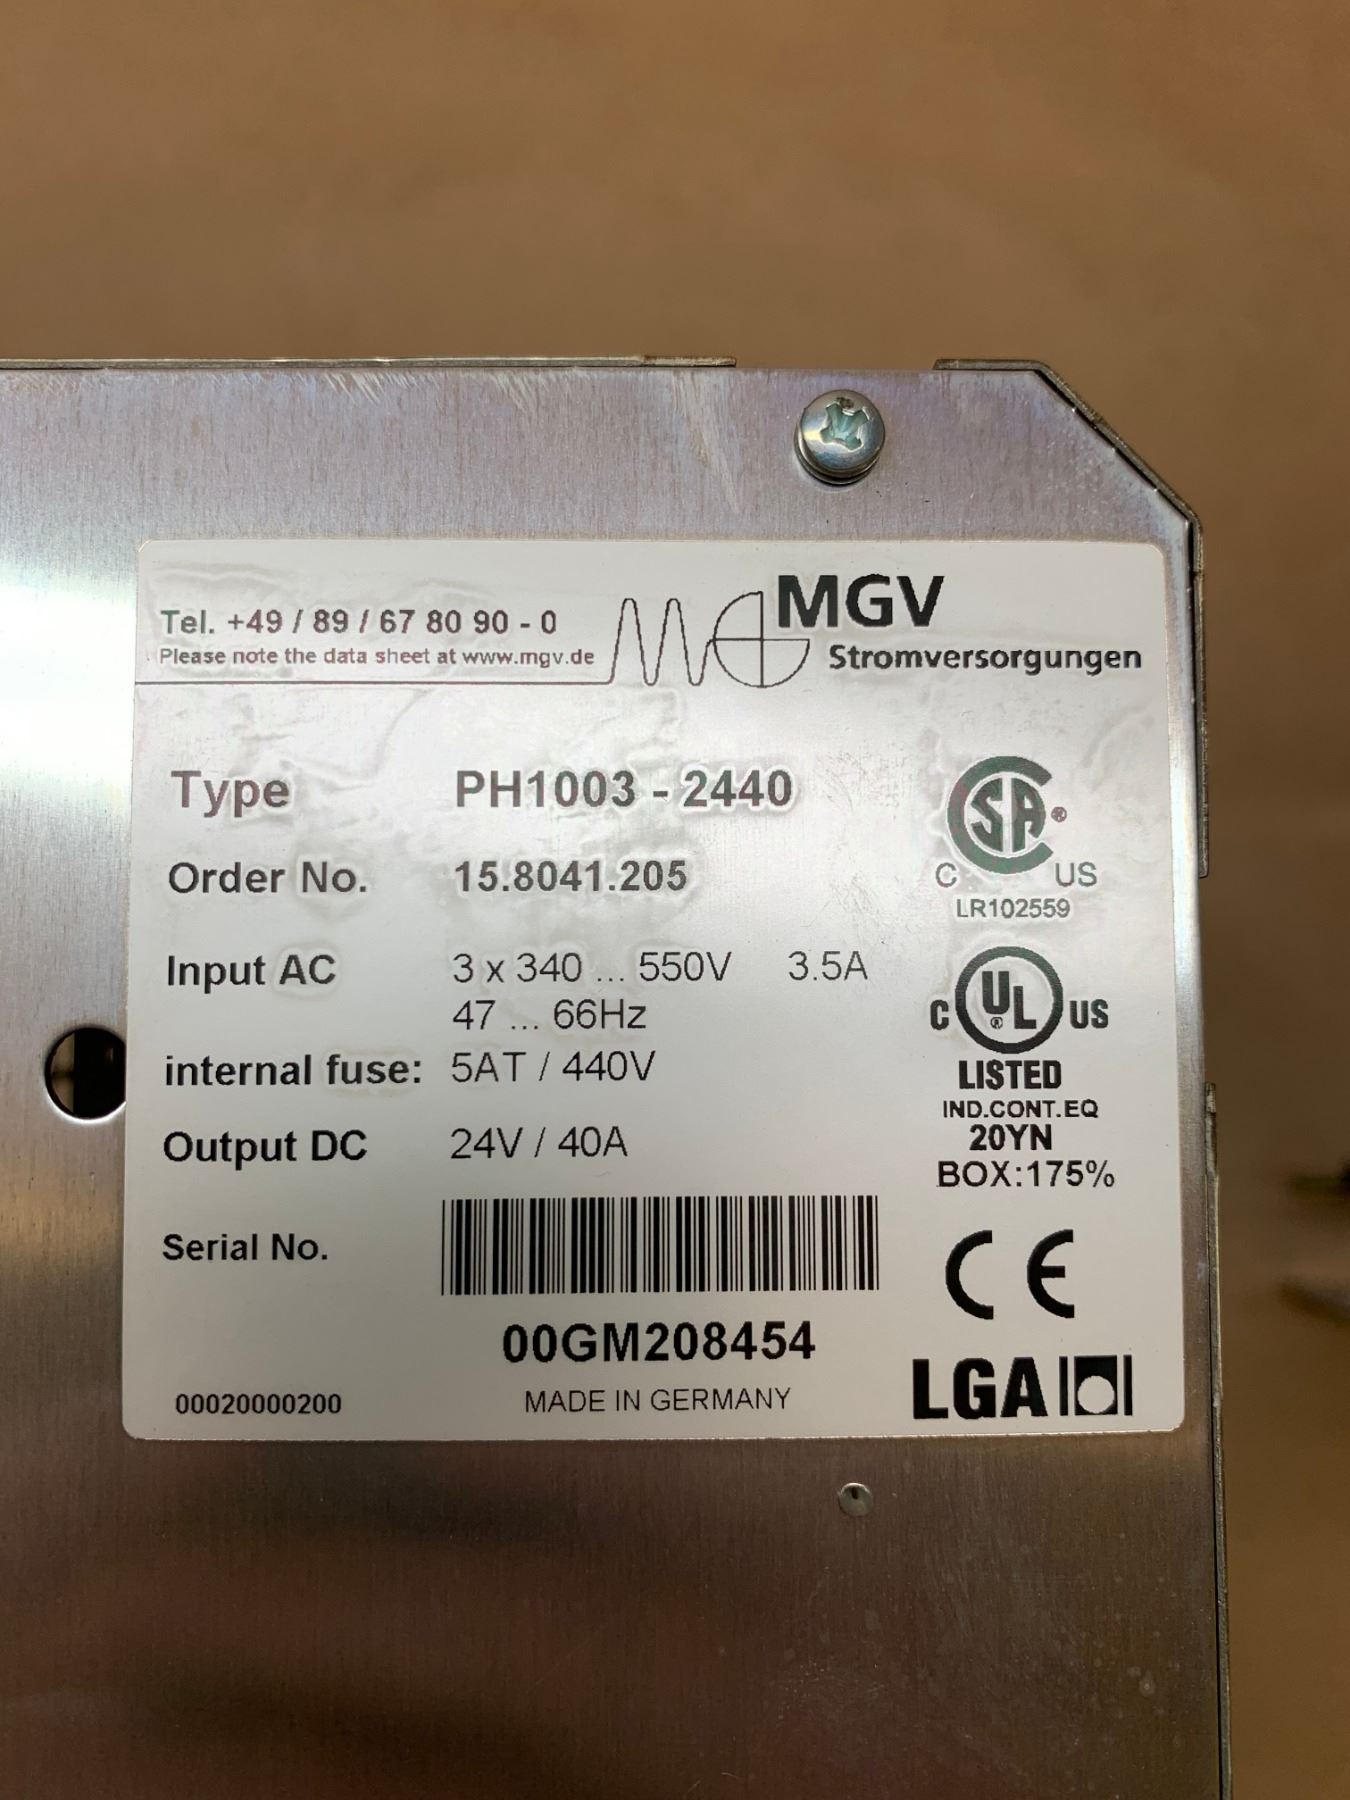 Tel. +49 / 89 / 67 80 90 - 0
Please note the data sheet at www.mgv.de
MGV
Stromversorgungen
Type PH1003 - 2440
Order No. 15.8041.205
Input AC 3 x 340 ... 550V 3.5A
47 ... 66Hz
internal fuse: 5AT / 440V
Output DC 24V / 40A
Serial No.
00GM208454
00020000200 MADE IN GERMANY
SA ®
C US
LR102559
C UL ® US
LISTED
IND.CONT.EQ
20YN
BOX:175%
CE
LGA